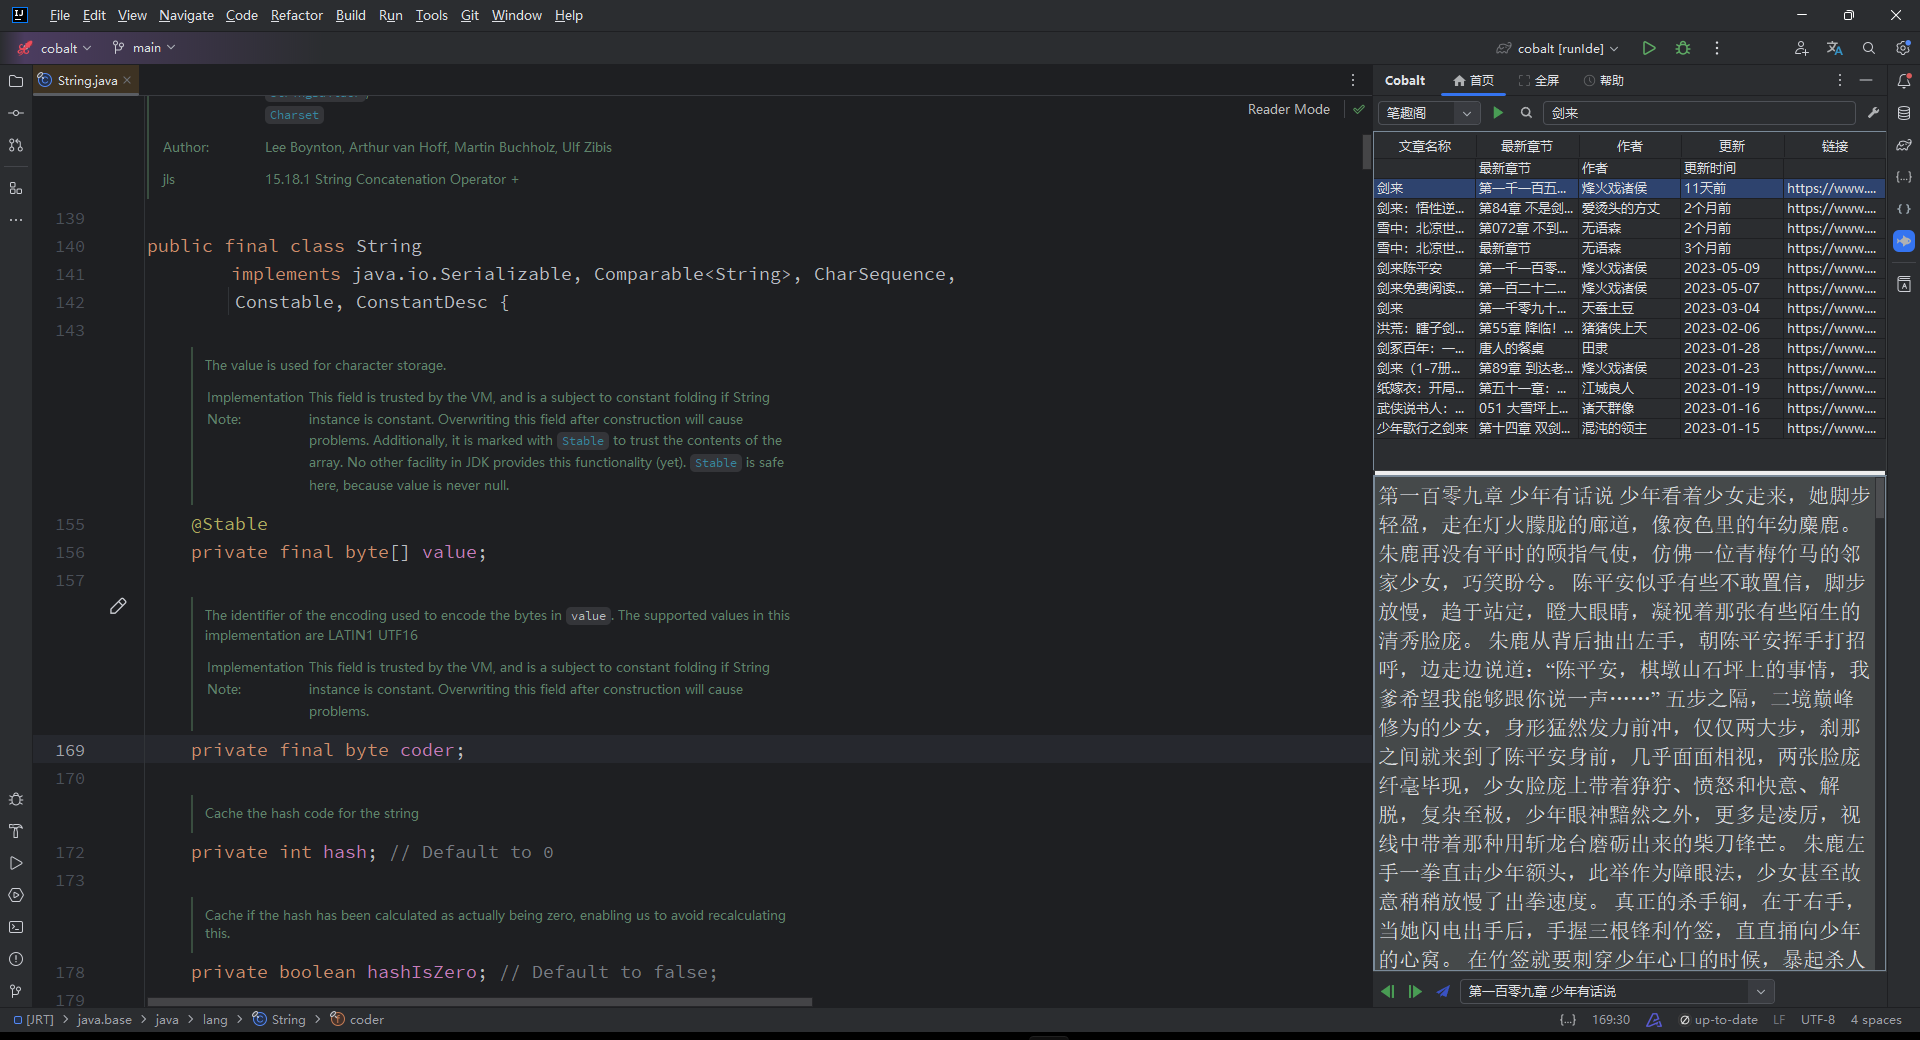 File Edit View Navigate Code Refactor Build Run Tools Git Window Help
cobalt main cobalt [runIde]
String.java
Charset
Reader Mode
Author: Lee Boynton, Arthur van Hoff, Martin Buchholz, Ulf Zibis
jls 15.18.1 String Concatenation Operator +
139
140 public final class String
141 implements java.io.Serializable, Comparable<String>, CharSequence,
142 Constable, ConstantDesc {
143
The value is used for character storage.
Implementation Note: This field is trusted by the VM, and is a subject to constant folding if String
instance is constant. Overwriting this field after construction will cause
problems. Additionally, it is marked with Stable to trust the contents of the
array. No other facility in JDK provides this functionality (yet). Stable is safe
here, because value is never null.
155 @Stable
156 private final byte[] value;
157
The identifier of the encoding used to encode the bytes in value. The supported values in this
implementation are LATIN1 UTF16
Implementation Note: This field is trusted by the VM, and is a subject to constant folding if String
instance is constant. Overwriting this field after construction will cause
problems.
169 private final byte coder;
170
Cache the hash code for the string
172 private int hash; // Default to 0
173
Cache if the hash has been calculated as actually being zero, enabling us to avoid recalculating
this.
178 private boolean hashIsZero; // Default to false;
179
Cobalt 首页 全屏 帮助
笔趣阁 剑来
文章名称 最新章节 作者 更新 链接
最新章节 作者 更新时间
剑来 第一千一百五... 烽火戏诸侯 11天前 https://www....
剑来：悟性逆... 第84章 不是剑... 爱烫头的方丈 2个月前 https://www....
雪中：北凉世... 第072章 不到... 无语森 2个月前 https://www....
雪中：北凉世... 最新章节 无语森 3个月前 https://www....
剑来陈平安 第一千一百零... 烽火戏诸侯 2023-05-09 https://www....
剑来免费阅读... 第一百二十二... 烽火戏诸侯 2023-05-07 https://www....
剑来 第一千零九十... 天蚕土豆 2023-03-04 https://www....
洪荒：瞎子剑... 第55章 降临！... 猪猪侠上天 2023-02-06 https://www....
剑冢百年：一... 唐人的餐桌 田隶 2023-01-28 https://www....
剑来（1-7册... 第89章 到达老... 烽火戏诸侯 2023-01-23 https://www....
纸嫁衣：开局... 第五十一章：... 江城良人 2023-01-19 https://www....
武侠说书人：... 051 大雪坪上... 诸天群像 2023-01-16 https://www....
少年歌行之剑来 第十四章 双剑... 混沌的领主 2023-01-15 https://www....
第一百零九章 少年有话说 少年看着少女走来，她脚步
轻盈，走在灯火朦胧的廊道，像夜色里的年幼麋鹿。
朱鹿再没有平时的颐指气使，仿佛一位青梅竹马的邻
家少女，巧笑盼兮。 陈平安似乎有些不敢置信，脚步
放慢，趋于站定，瞪大眼睛，凝视着那张有些陌生的
清秀脸庞。 朱鹿从背后抽出左手，朝陈平安挥手打招
呼，边走边说道：“陈平安，棋墩山石坪上的事情，我
爹希望我能够跟你说一声……” 五步之隔，二境巅峰
修为的少女，身形猛然发力前冲，仅仅两大步，刹那
之间就来到了陈平安身前，几乎面面相视，两张脸庞
纤毫毕现，少女脸庞上带着狰狞、愤怒和快意、解
脱，复杂至极，少年眼神黯然之外，更多是凌厉，视
线中带着那种用斩龙台磨砺出来的柴刀锋芒。 朱鹿左
手一拳直击少年额头，此举作为障眼法，少女甚至故
意稍稍放慢了出拳速度。 真正的杀手锏，在于右手，
当她闪电出手后，手握三根锋利竹签，直直捅向少年
的心窝。 在竹签就要刺穿少年心口的时候，暴起杀人
第一百零九章 少年有话说
[JRT] java.base java lang String coder
{...} 169:30 up-to-date LF UTF-8 4 spaces